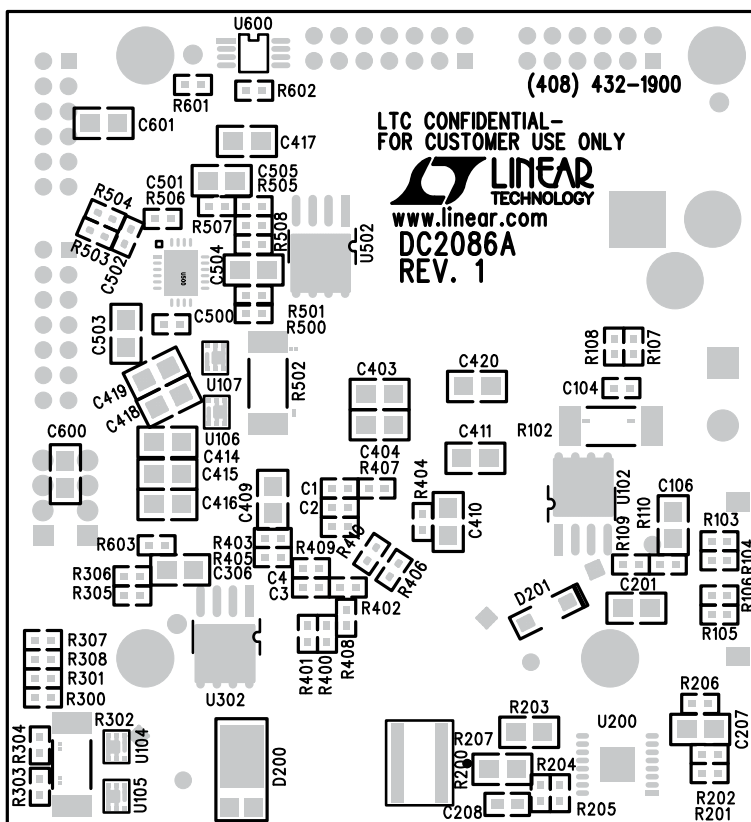 U600
R601
R602
(408) 432-1900
C601
C417
LTC CONFIDENTIAL-
FOR CUSTOMER USE ONLY
LINEAR
TECHNOLOGY
www.linear.com
DC2086A
REV. 1
C505
R505
C501
R506
R504
R507
R508
U502
R503
C502
C504
U500
C503
C500
R501
R500
R108
R107
C419
C418
U107
R502
C403
C420
C104
U106
R102
C600
C414
C415
C416
C404
R407
C411
C409
C1
C2
R404
C410
U102
C106
R110
R109
R103
R104
R603
R403
R405
R409
R410
R406
R306
R305
C306
C4
C3
R402
D201
C201
R106
R105
R307
R308
R301
R300
U302
R401
R400
R408
R302
R304
R303
U104
U105
D200
R203
U200
R206
C207
R207
R200
R204
R205
C208
R202
R201